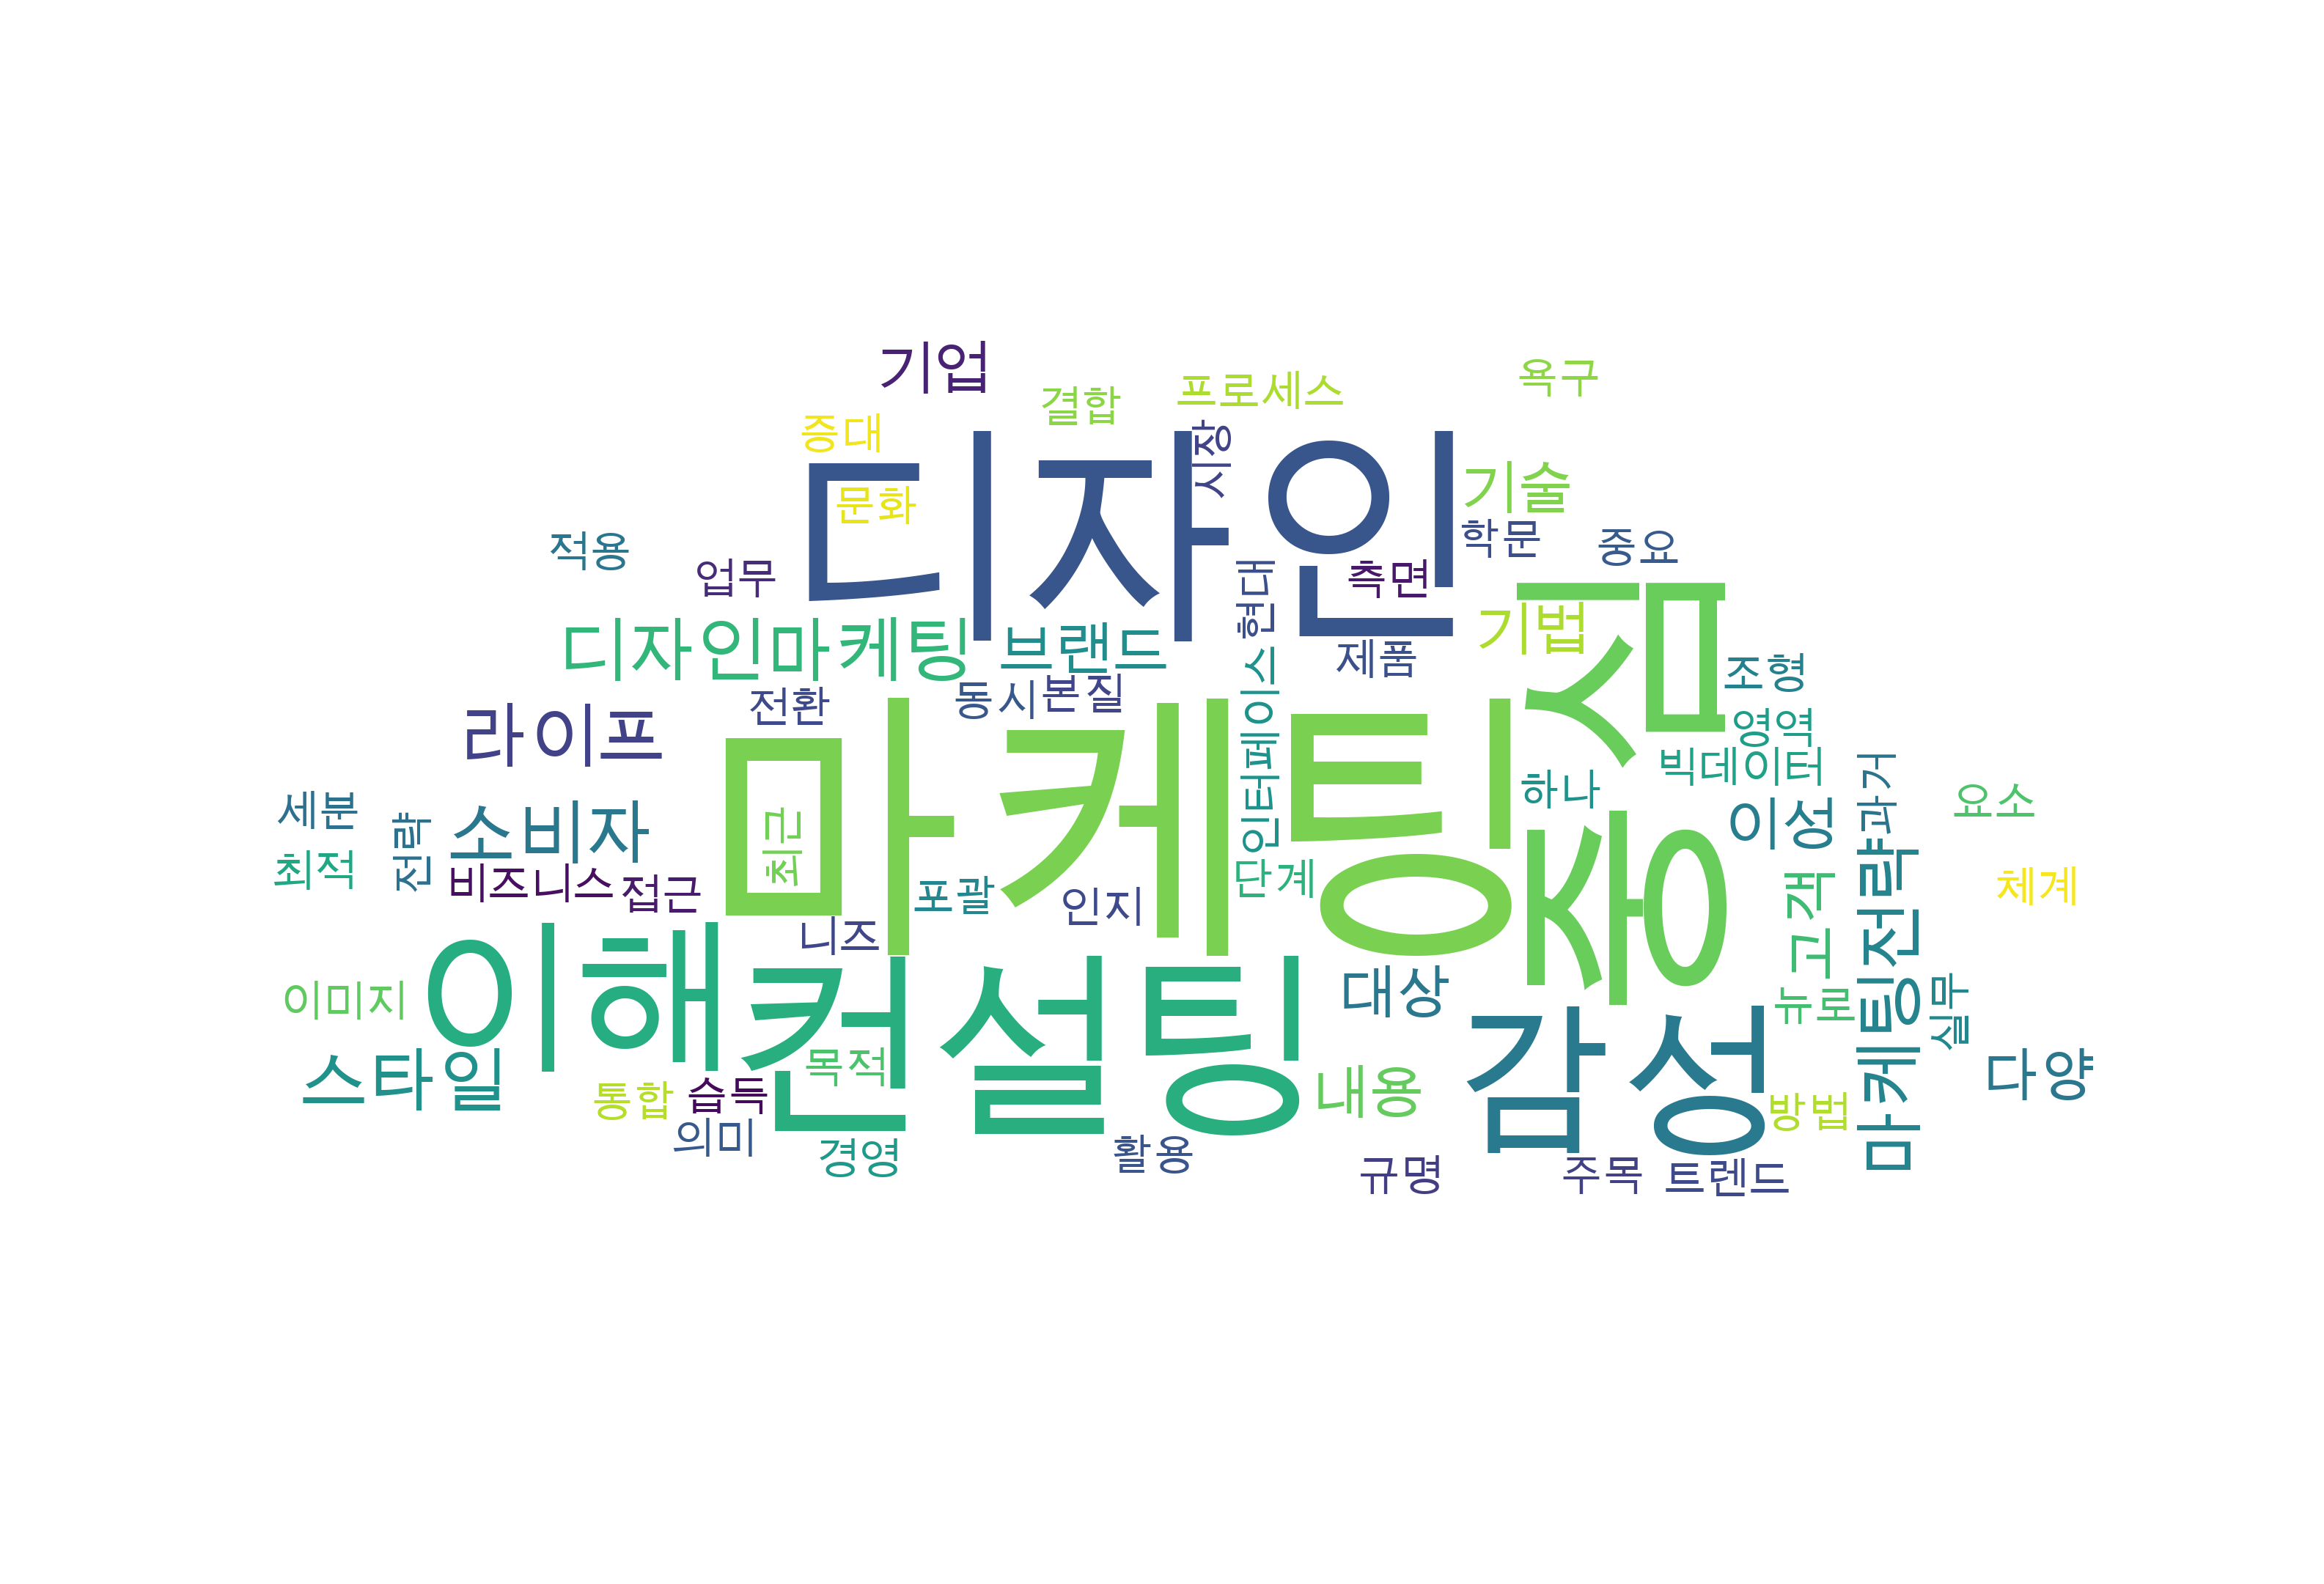 기업
결합
프로세스
욕구
증대
시장
디자인
문화
기술
학문
중요
적용
업무
현대
측면
기법
중심
디자인마케팅
브랜드
제품
조형
전환
동시
본질
인터페이스
라이프
영역
빅데이터
마케팅
최근
하나
과거
세분
전략
소비자
이성
요소
최적
비즈니스
접근
포괄
인지
단계
고객
마케팅전략
체계
니즈
이해
컨설팅
대상
이미지
뉴로
실무
스타일
목적
내용
감성
다양
통합
습득
방법
의미
경영
활용
규명
주목
트렌드